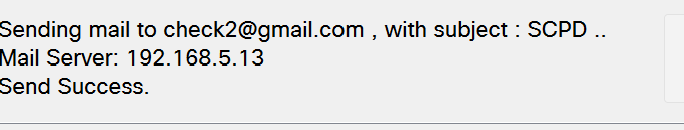 Sending mail to check2@gmail.com , with subject : SCPD ..
Mail Server: 192.168.5.13
Send Success.